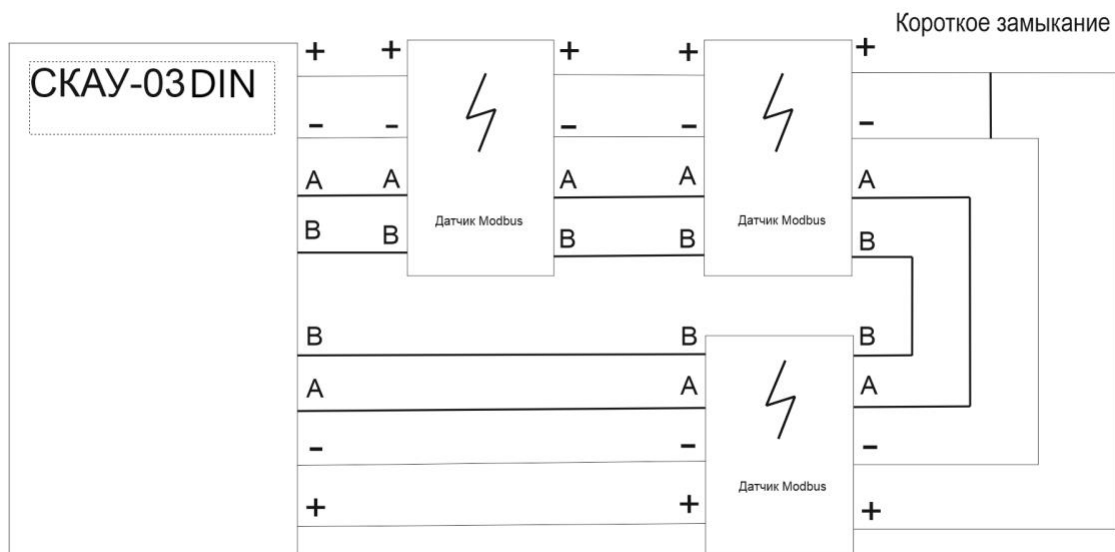 Короткое замыкание
+ + + + +
СКАУ-03DIN
- - - - -
А А А А А
В В В В В
Датчик Modbus Датчик Modbus
В В В
А А А
- - -
Датчик Modbus
+ + +